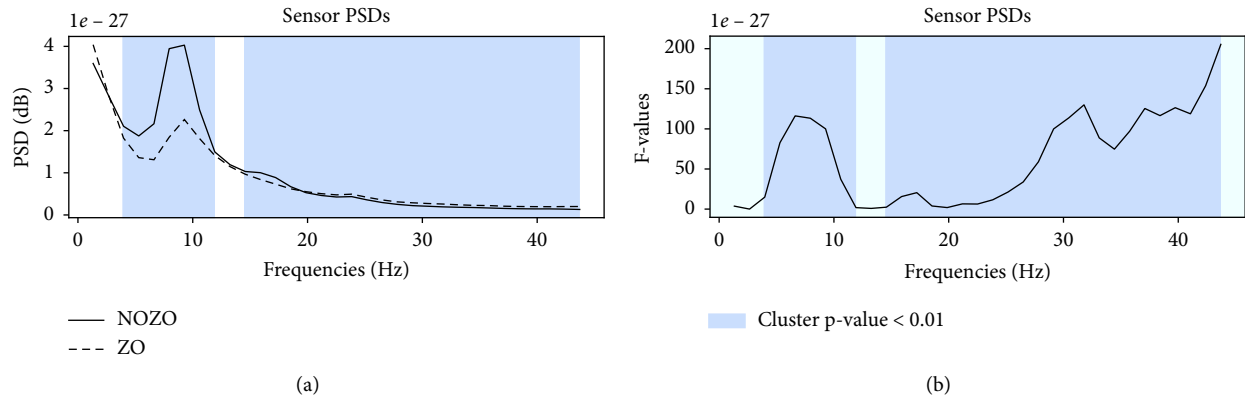 Sensor PSDs
1e – 27
4
3
2
1
0
PSD (dB)
0
10
20
30
40
Frequencies (Hz)
NOZO
ZO
(a)
Sensor PSDs
1e – 27
200
150
100
50
0
F-values
0
10
20
30
40
Frequencies (Hz)
Cluster p-value < 0.01
(b)